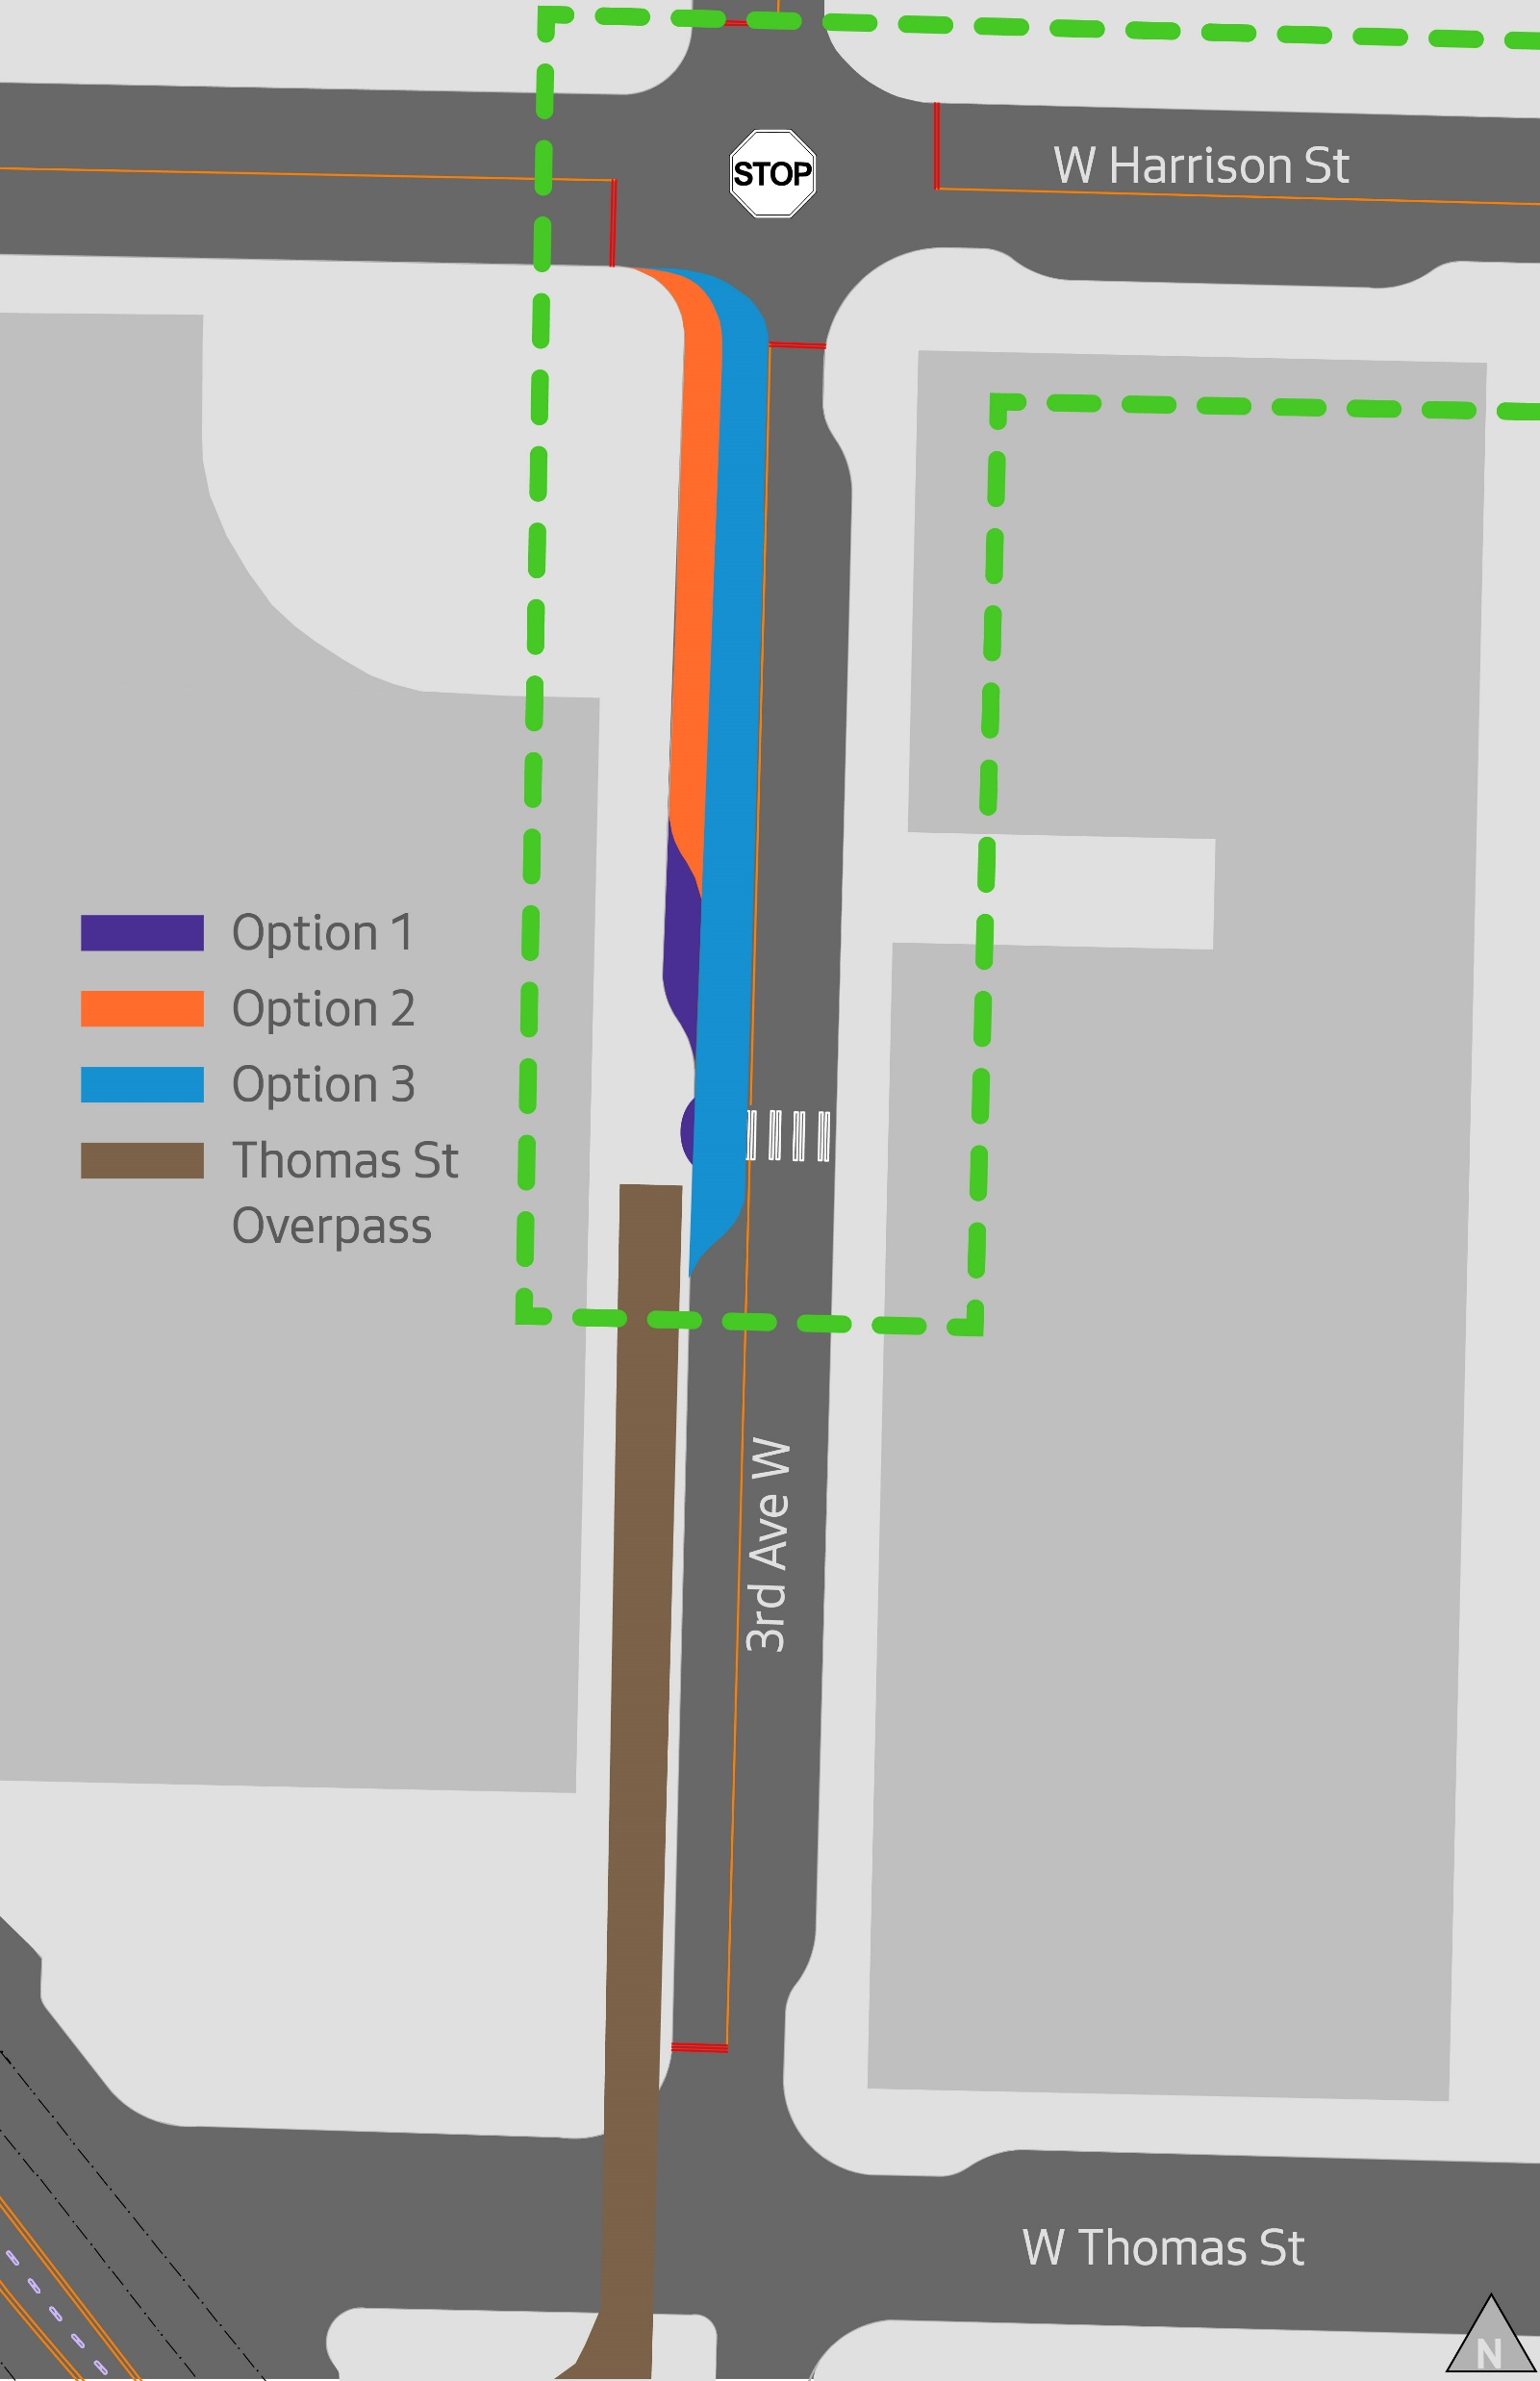 STOP
W Harrison St
Option 1
Option 2
Option 3
Thomas St
Overpass
3rd Ave W
W Thomas St
N